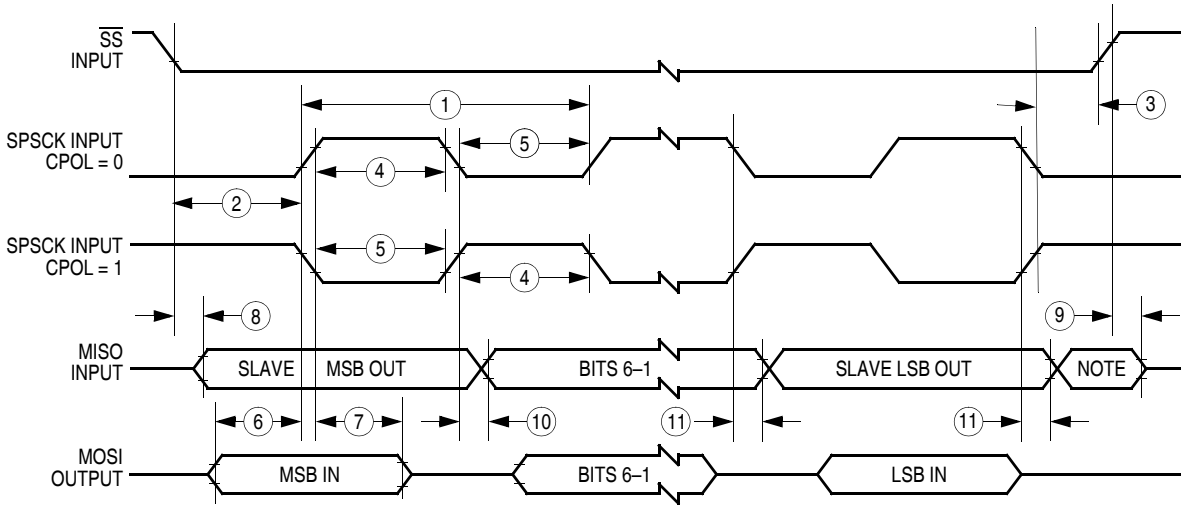 SS
INPUT
1
3
SPSCK INPUT
CPOL = 0
5
4
2
SPSCK INPUT
CPOL = 1
5
4
8
9
MISO
INPUT
SLAVE MSB OUT
BITS 6–1
SLAVE LSB OUT
NOTE
6
7
10
11
11
MOSI
OUTPUT
MSB IN
BITS 6–1
LSB IN